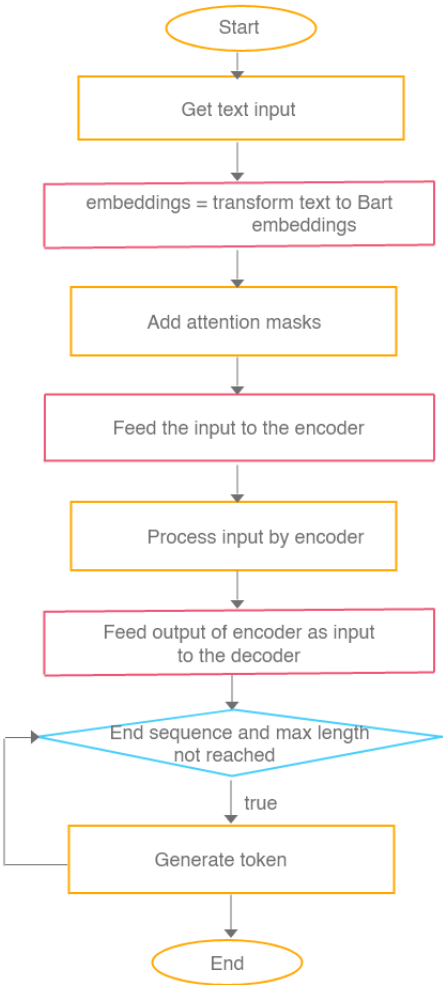 Start
Get text input
embeddings = transform text to Bart
embeddings
Add attention masks
Feed the input to the encoder
Process input by encoder
Feed output of encoder as input
to the decoder
End sequence and max length
not reached
true
Generate token
End